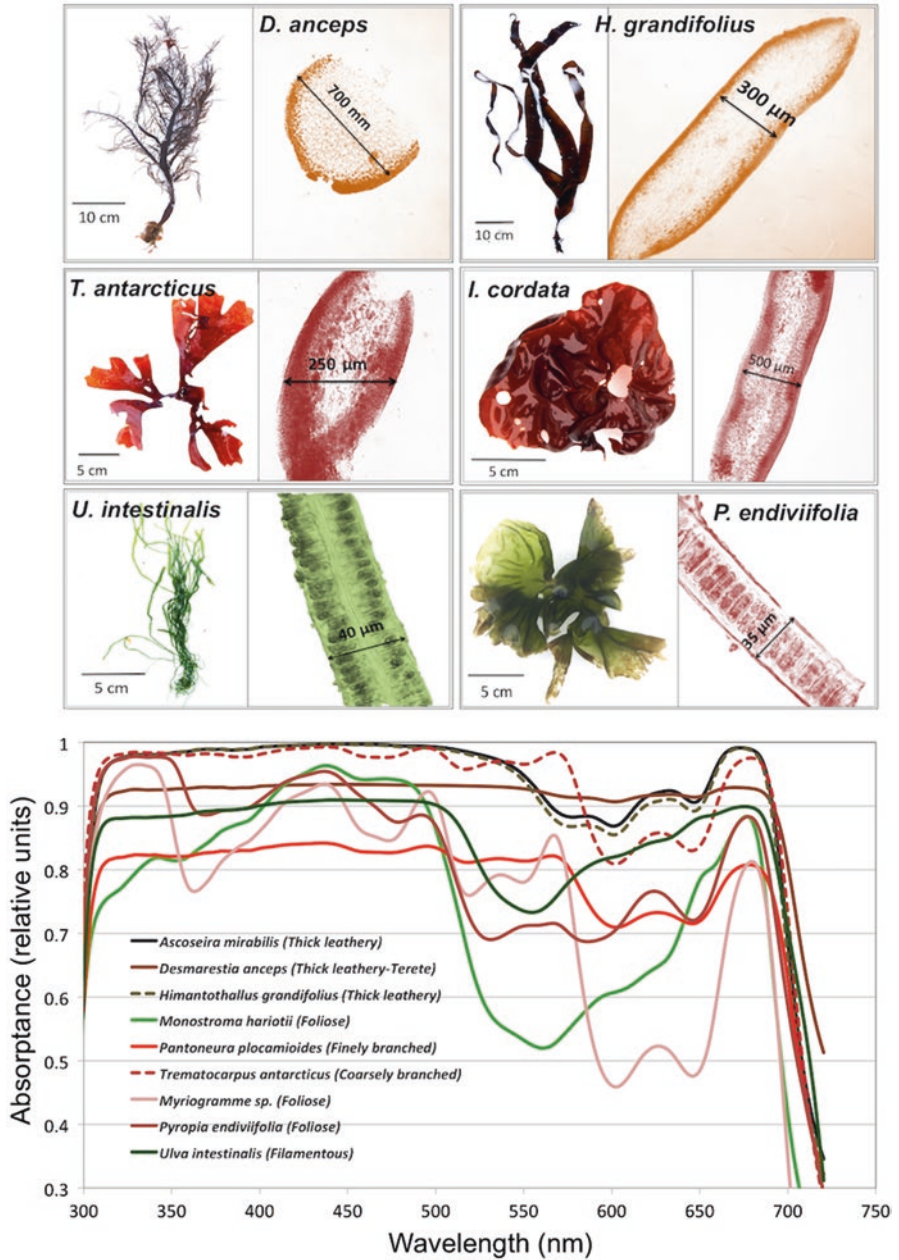 D. anceps
700 mm
10 cm
H. grandifolius
300 μm
10 cm
T. antarcticus
250 μm
5 cm
I. cordata
500 μm
5 cm
U. intestinalis
40 μm
5 cm
P. endiviifolia
35 μm
5 cm
Absorptance (relative units)
1
0.9
0.8
0.7
0.6
0.5
0.4
0.3
Ascoseira mirabilis (Thick leathery)
Desmarestia anceps (Thick leathery-Terete)
Himantothallus grandifolius (Thick leathery)
Monostroma hariotii (Foliose)
Pantoneura plocamioides (Finely branched)
Trematocarpus antarcticus (Coarsely branched)
Myriogramme sp. (Foliose)
Pyropia endiviifolia (Foliose)
Ulva intestinalis (Filamentous)
300 350 400 450 500 550 600 650 700 750
Wavelength (nm)